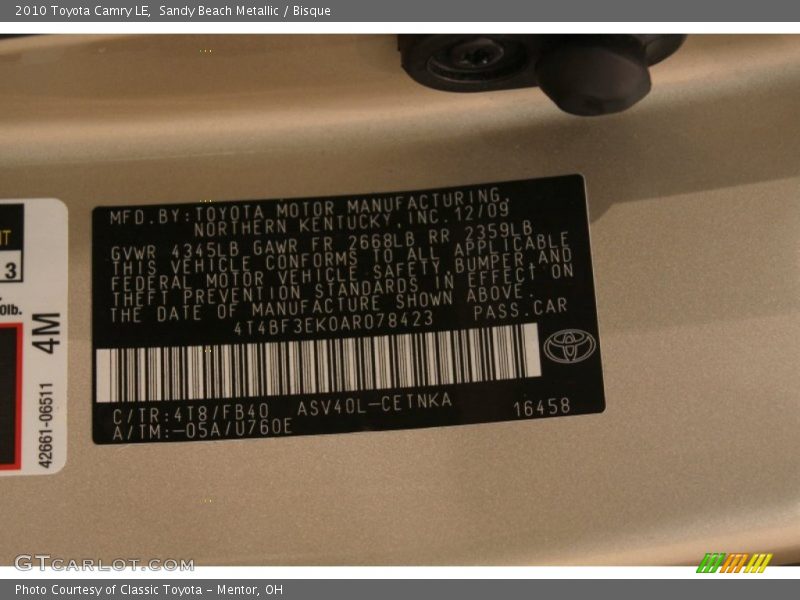 2010 Toyota Camry LE, Sandy Beach Metallic / Bisque
MFD.BY:TOYOTA MOTOR MANUFACTURING,
NORTHERN KENTUCKY,INC.12/09
GVWR 4345LB GAWR FR 2668LB RR 2359LB
THIS VEHICLE CONFORMS TO ALL APPLICABLE
FEDERAL MOTOR VEHICLE SAFETY,BUMPER AND
THEFT PREVENTION STANDARDS IN EFFECT ON
THE DATE OF MANUFACTURE SHOWN ABOVE.
4T4BF3EK0AR078423 PASS.CAR
C/TR:4T8/FB40 ASV40L-CETNKA
A/TM:-05A/U760E 16458
3
4M
42661-06511
GTcarlot.com
Photo Courtesy of Classic Toyota - Mentor, OH